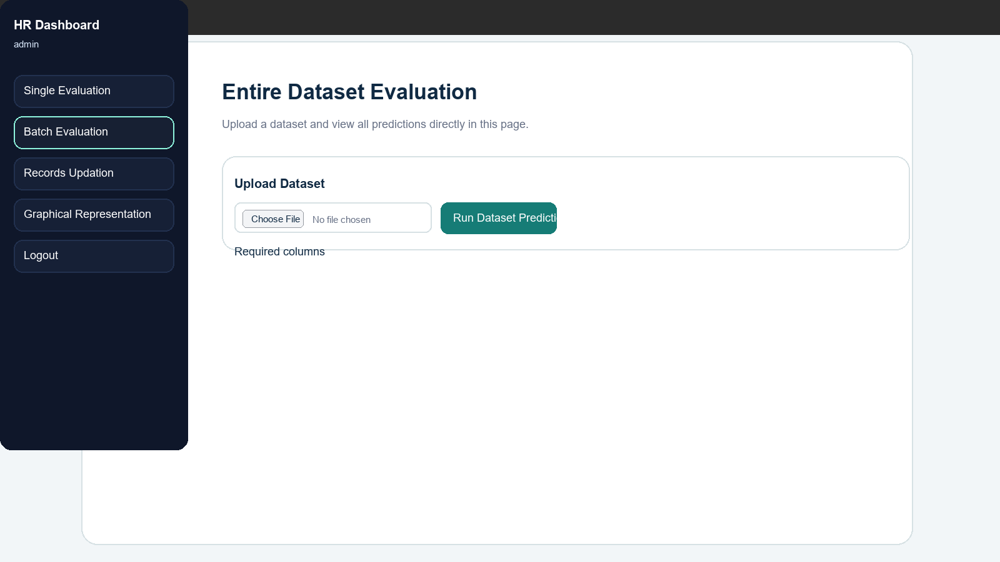 HR Dashboard
admin
Single Evaluation
Batch Evaluation
Records Updation
Graphical Representation
Logout
Entire Dataset Evaluation
Upload a dataset and view all predictions directly in this page.
Upload Dataset
Choose File No file chosen
Run Dataset Predicti
Required columns